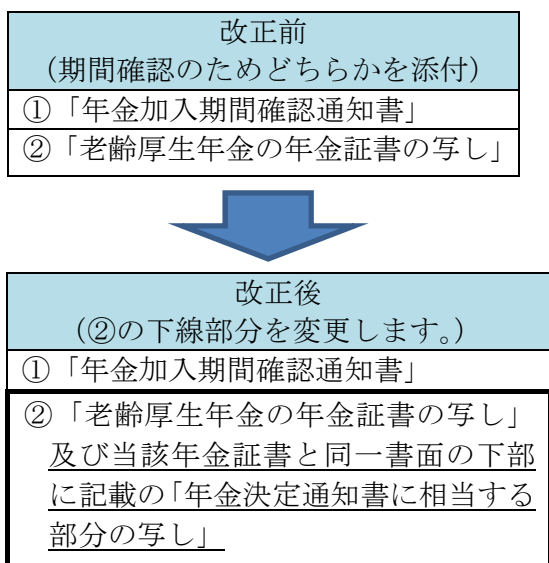 改正前
（期間確認のためどちらかを添付）
①「年金加入期間確認通知書」
②「老齢厚生年金の年金証書の写し」
改正後
（②の下線部分を変更します。）
①「年金加入期間確認通知書」
②「老齢厚生年金の年金証書の写し」
及び当該年金証書と同一書面の下部
に記載の「年金決定通知書に相当する
部分の写し」